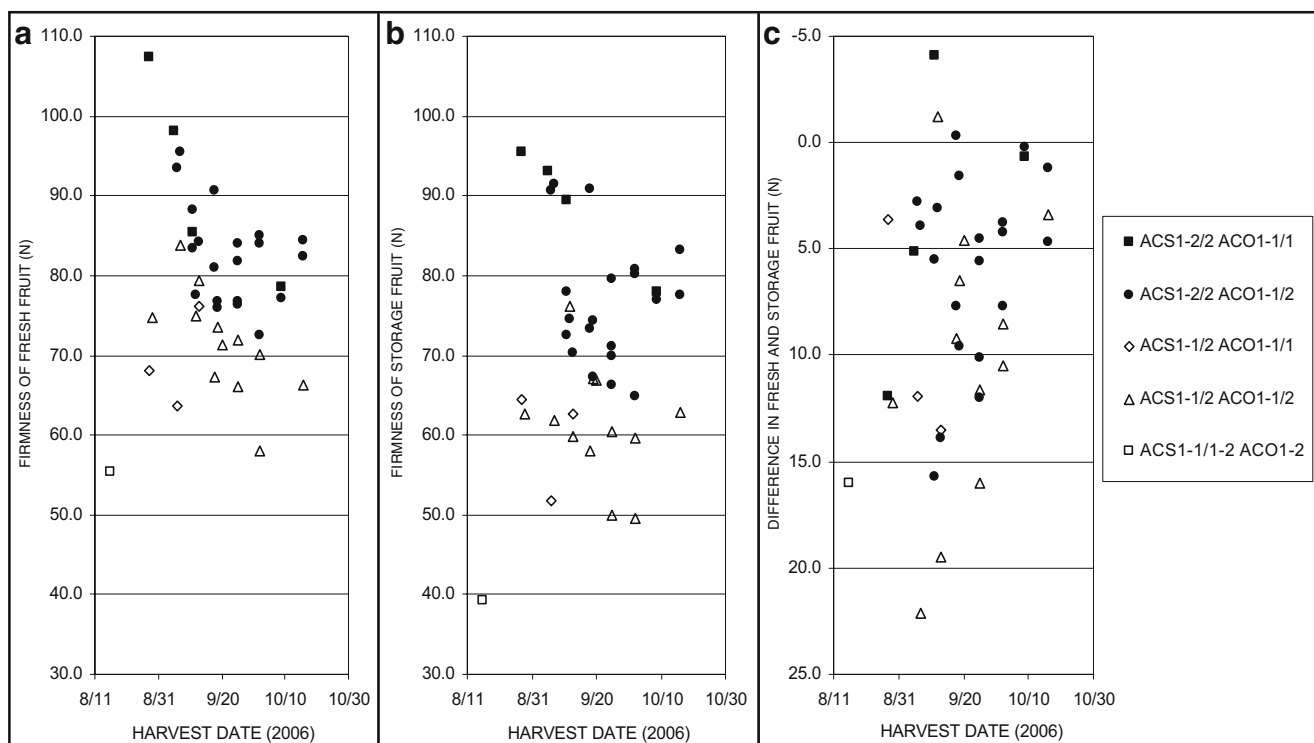 a
110.0
100.0
90.0
80.0
70.0
60.0
50.0
40.0
30.0
FIRMNESS OF FRESH FRUIT (N)
8/11 8/31 9/20 10/10 10/30
HARVEST DATE (2006)
b
110.0
100.0
90.0
80.0
70.0
60.0
50.0
40.0
30.0
FIRMNESS OF STORAGE FRUIT (N)
8/11 8/31 9/20 10/10 10/30
HARVEST DATE (2006)
c
-5.0
0.0
5.0
10.0
15.0
20.0
25.0
DIFFERENCE IN FRESH AND STORAGE FRUIT (N)
8/11 8/31 9/20 10/10 10/30
HARVEST DATE (2006)
ACS1-2/2 ACO1-1/1
ACS1-2/2 ACO1-1/2
ACS1-1/2 ACO1-1/1
ACS1-1/2 ACO1-1/2
ACS1-1/1-2 ACO1-2